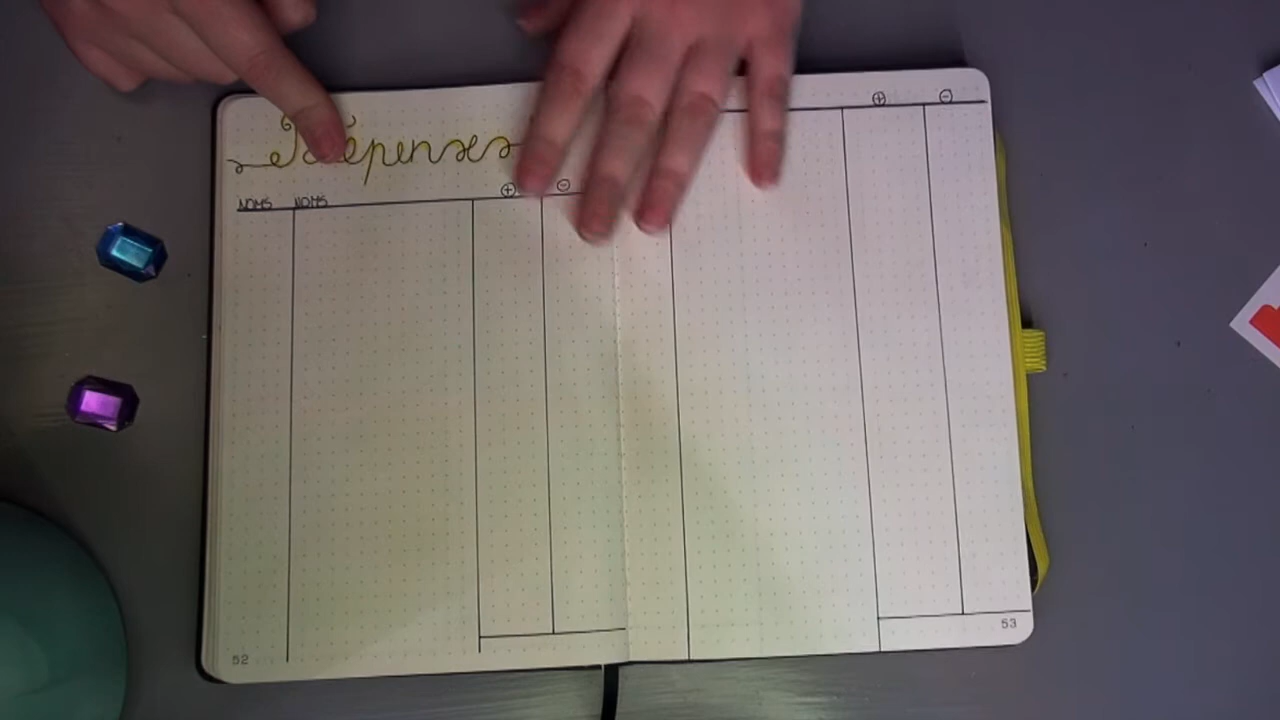 Dépenses
NOMS NOMS ⊕ ⊖
⊕ ⊖
52
53